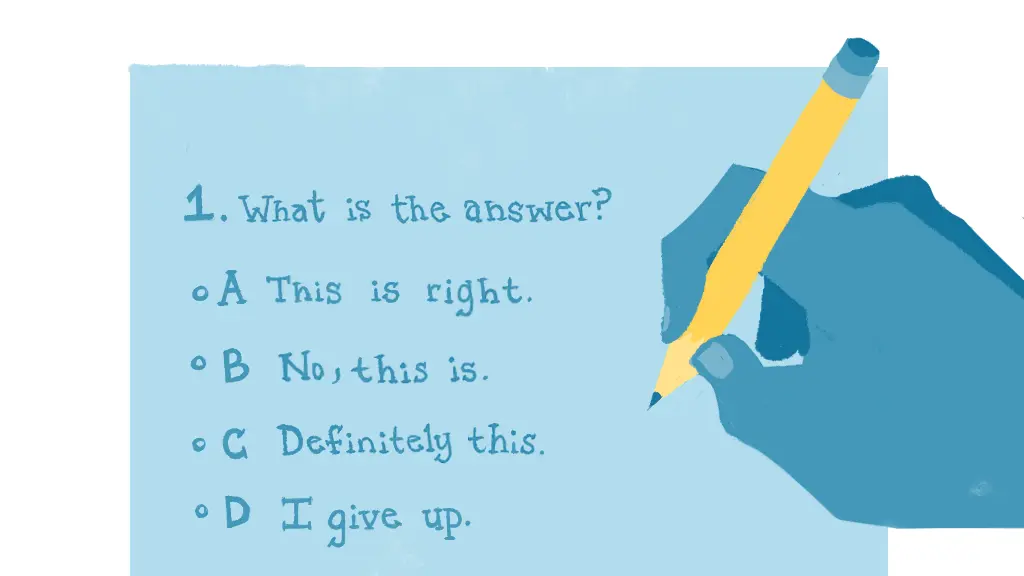 1. What is the answer?
A This is right.
B No, this is.
C Definitely this.
D I give up.